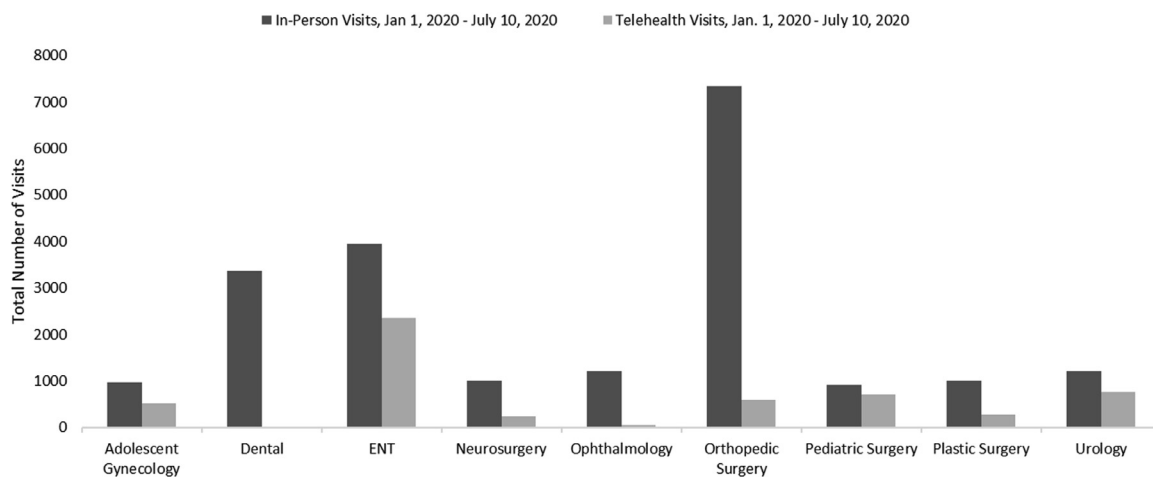 In-Person Visits, Jan 1, 2020 - July 10, 2020
Telehealth Visits, Jan. 1, 2020 - July 10, 2020
Total Number of Visits
8000
7000
6000
5000
4000
3000
2000
1000
0
Adolescent
Gynecology
Dental
ENT
Neurosurgery
Ophthalmology
Orthopedic
Surgery
Pediatric Surgery
Plastic Surgery
Urology